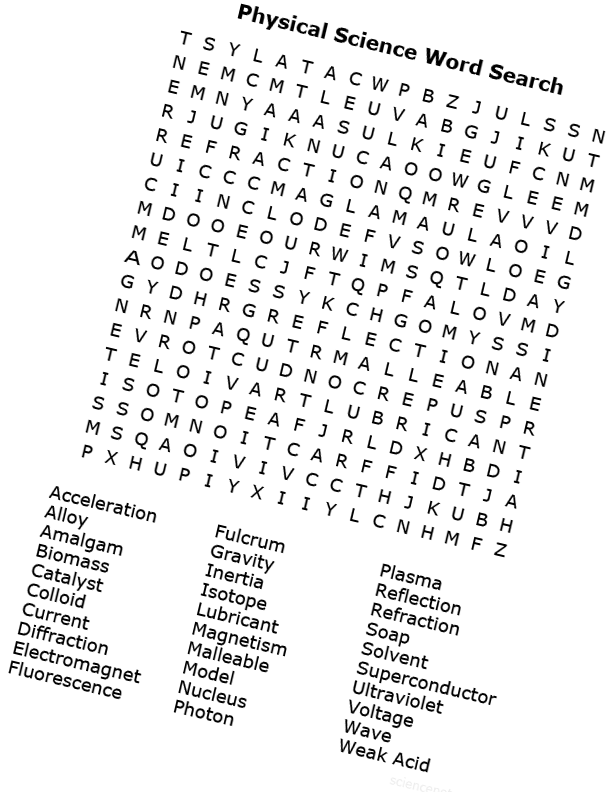 Physical Science Word Search
T S Y L A T A C W P B Z J U L S S N
N E M C M T L E U V A B G J I K U T
E M N Y A A A S U L K I E U F C N M
R J U G I K N U C A O O W G L E E M
R E F R A C T I O N Q M R E V V V D
U I C C C M A G L A M A U L A O I L
C I I N C L O D E F V S O W L O E G
M D O O E O U R W I M S Q T L D A Y
M E L T L C J F T Q P F A L O V M D
A O D O E S S Y K C H G O M Y S S I
G Y D H R G R E F L E C T I O N A N
N R N P A Q U T R M A L L E A B L E
E V R O T C U D N O C R E P U S P R
T E L O I V A R T L U B R I C A N T
I S O T O P E A F J R L D X H B D I
S S O M N O I T C A R F F I D T J A
M S Q A O I V I V C C T H J K U B H
P X H U P I Y X I I Y L C N H M F Z
Acceleration
Alloy
Amalgam
Biomass
Catalyst
Colloid
Current
Diffraction
Electromagnet
Fluorescence
Fulcrum
Gravity
Inertia
Isotope
Lubricant
Magnetism
Malleable
Model
Nucleus
Photon
Plasma
Reflection
Refraction
Soap
Solvent
Superconductor
Ultraviolet
Voltage
Wave
Weak Acid